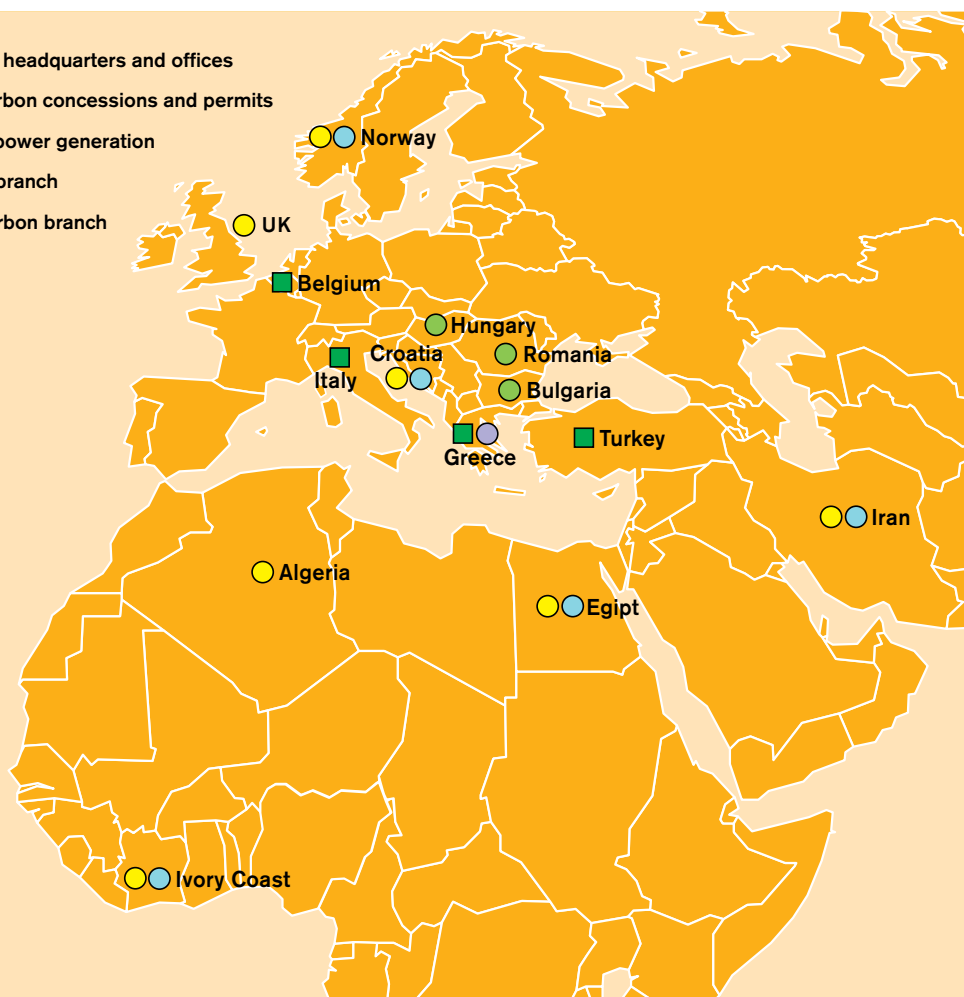 headquarters and offices
rbon concessions and permits
power generation
branch
rbon branch
Norway
UK
Belgium
Hungary
Croatia
Romania
Italy
Bulgaria
Greece
Turkey
Iran
Algeria
Egipt
Ivory Coast